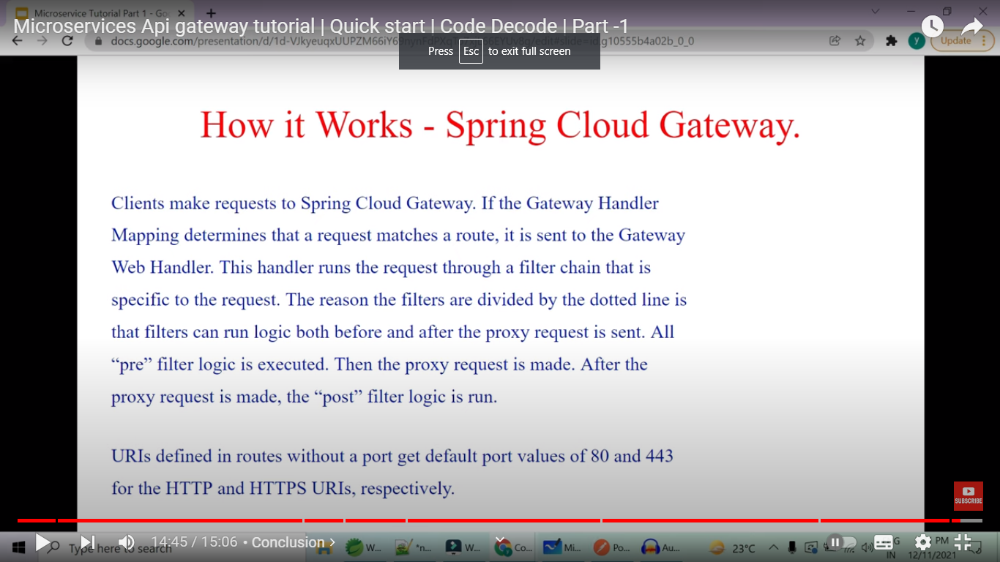 Microservice Tutorial Part 1 - Go
Microservices Api gateway tutorial | Quick start | Code Decode | Part -1
docs.google.com/presentation/d/1d-VJkyeuqxUUPZM66iY6
g10555b4a02b_0_0
y
Update
Press Esc to exit full screen
How it Works - Spring Cloud Gateway.
Clients make requests to Spring Cloud Gateway. If the Gateway Handler
Mapping determines that a request matches a route, it is sent to the Gateway
Web Handler. This handler runs the request through a filter chain that is
specific to the request. The reason the filters are divided by the dotted line is
that filters can run logic both before and after the proxy request is sent. All
“pre” filter logic is executed. Then the proxy request is made. After the
proxy request is made, the “post” filter logic is run.
URIs defined in routes without a port get default port values of 80 and 443
for the HTTP and HTTPS URIs, respectively.
SUBSCRIBE
14:45 / 15:06 • Conclusion
Type here to search
W...
*n...
W...
Co...
Mi...
Po...
Au...
23°C
G
IN
PM
12/11/2021